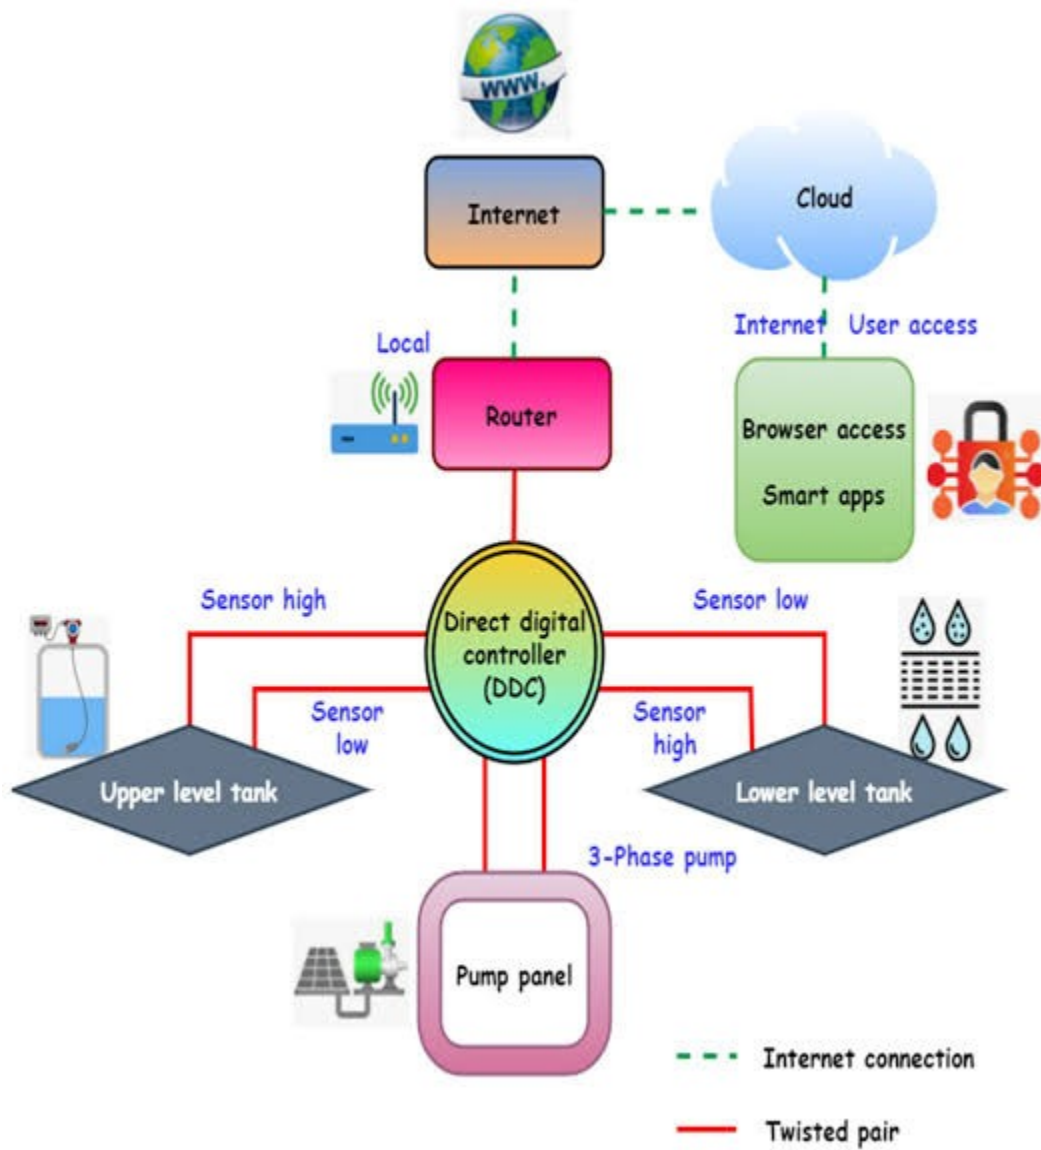 WWW.
Internet
Cloud
Internet User access
Local
Router
Browser access
Smart apps
Sensor high
Sensor low
Direct digital
controller
(DDC)
Sensor
low
Sensor
high
Upper level tank
Lower level tank
3-Phase pump
Pump panel
Internet connection
Twisted pair